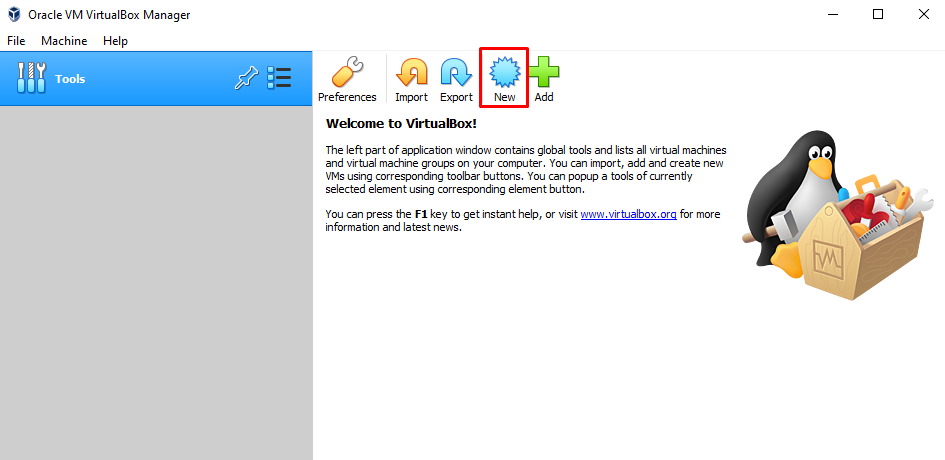 Oracle VM VirtualBox Manager
File Machine Help
Tools
Preferences Import Export New Add
Welcome to VirtualBox!
The left part of application window contains global tools and lists all virtual machines
and virtual machine groups on your computer. You can import, add and create new
VMs using corresponding toolbar buttons. You can popup a tools of currently
selected element using corresponding element button.
You can press the F1 key to get instant help, or visit www.virtualbox.org for more
information and latest news.